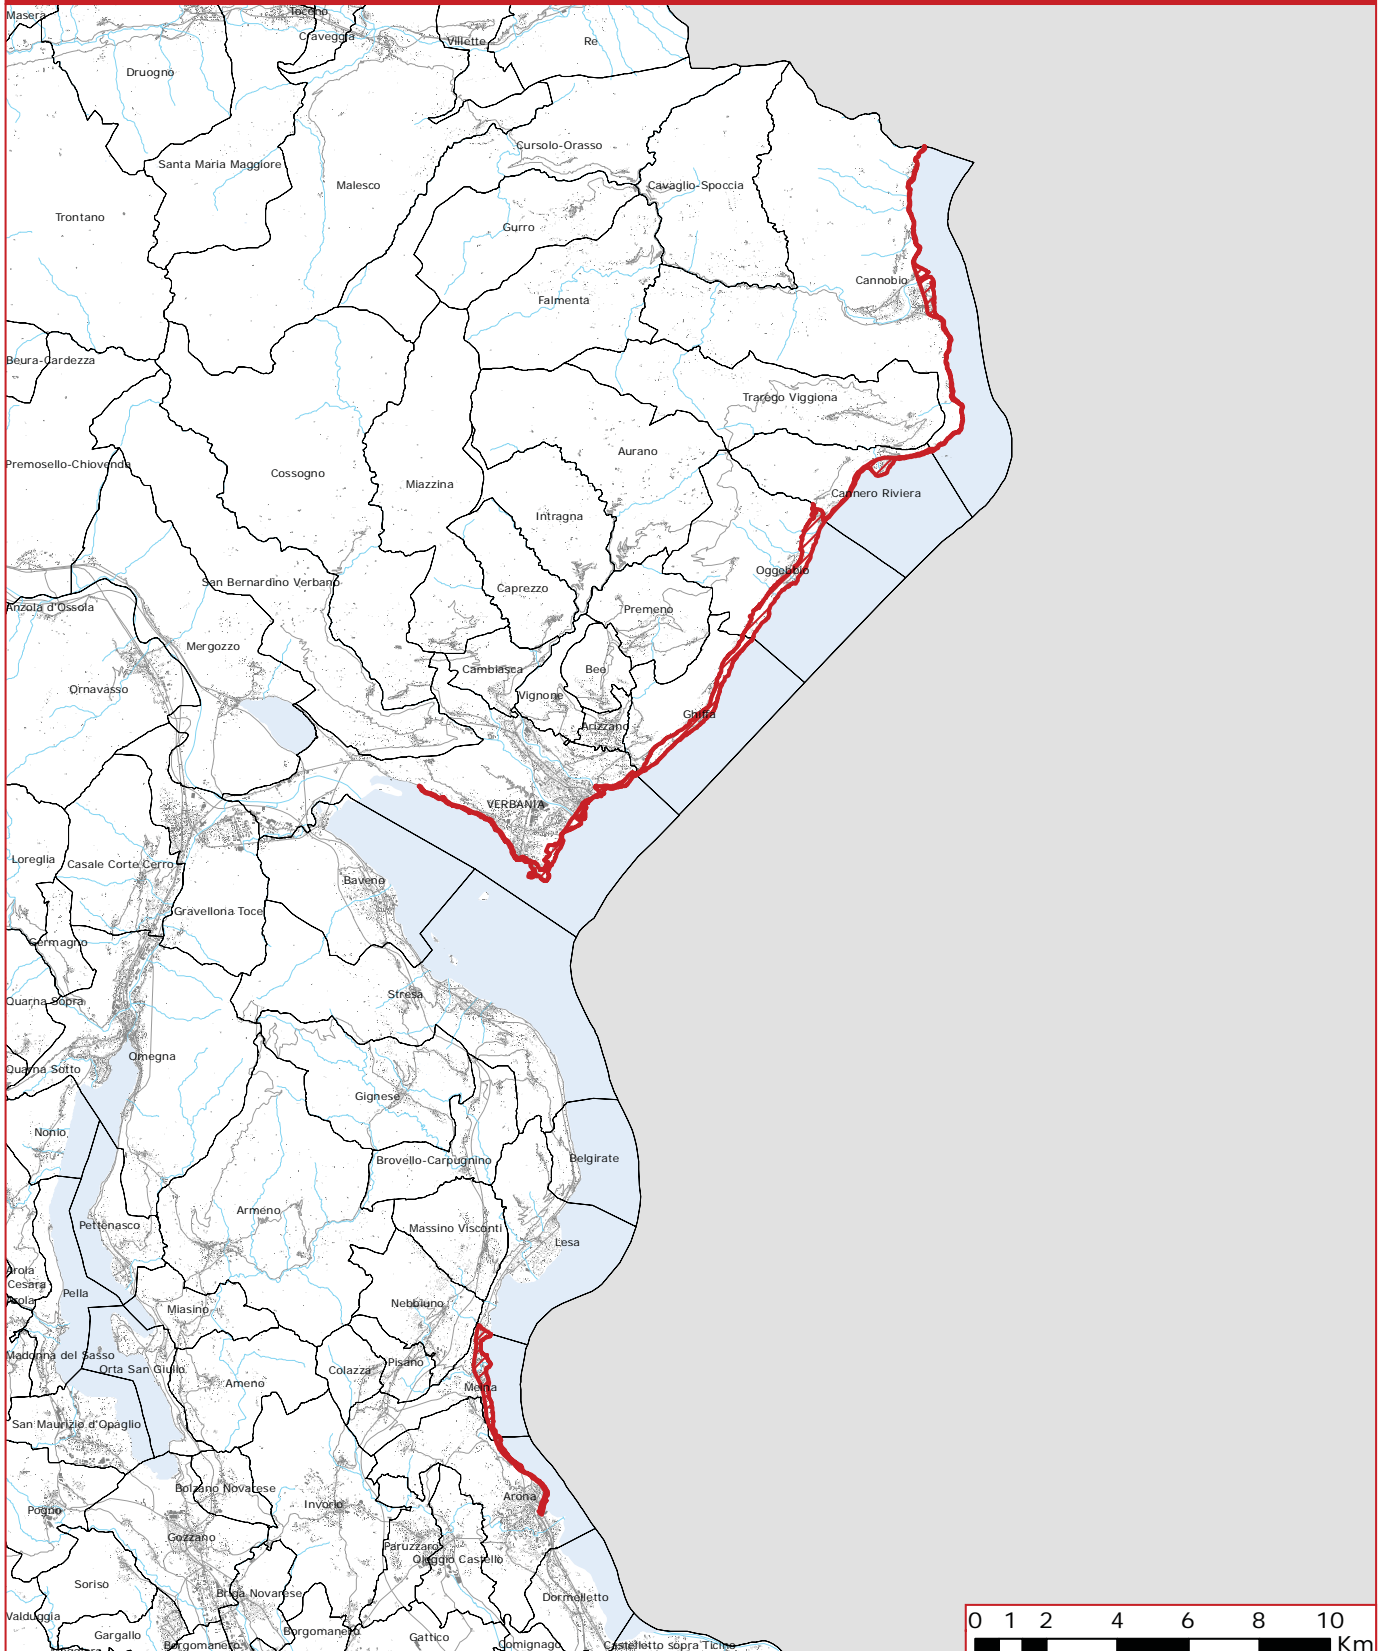 Masera
Toceno
Craveggia
Villette
Re
Druogno
Cursolo-Orasso
Santa Maria Maggiore
Malesco
Cavaglio-Spoccia
Trontano
Gurro
Cannobio
Falmenta
Beura-Cardezza
Trarego Viggiona
Aurano
Premosello-Chiovenda
Cossogno
Miazzina
Cannero Riviera
Intragna
Oggebbio
San Bernardino Verbano
Caprezzo
Anzola d'Ossola
Premeno
Mergozzo
Cambiasca
Bee
Ornavasso
Vignone
Ghiffa
Arizzano
VERBANIA
Loreglia
Casale Corte Cerro
Baveno
Gravellona Toce
Germagno
Stresa
Quarna Sopra
Omegna
Quarna Sotto
Gignese
Nonio
Brovello-Carpugnino
Belgirate
Armeno
Pettenasco
Massino Visconti
Lesa
Arola
Cesara
Arola
Pella
Nebbiuno
Miasino
Madonna del Sasso
Orta San Giulio
Colazza
Pisano
Ameno
Meina
San Maurizio d'Opaglio
Bolzano Novarese
Arona
Pogno
Invorio
Gozzano
Paruzzaro
Oleggio Castello
Soriso
Briga Novarese
Dormelletto
Valduggia
Gargallo
Borgomanero
Gattico
Borgomanero
Comignago
Castelletto sopra Ticino
0 1 2 4 6 8 10
Km